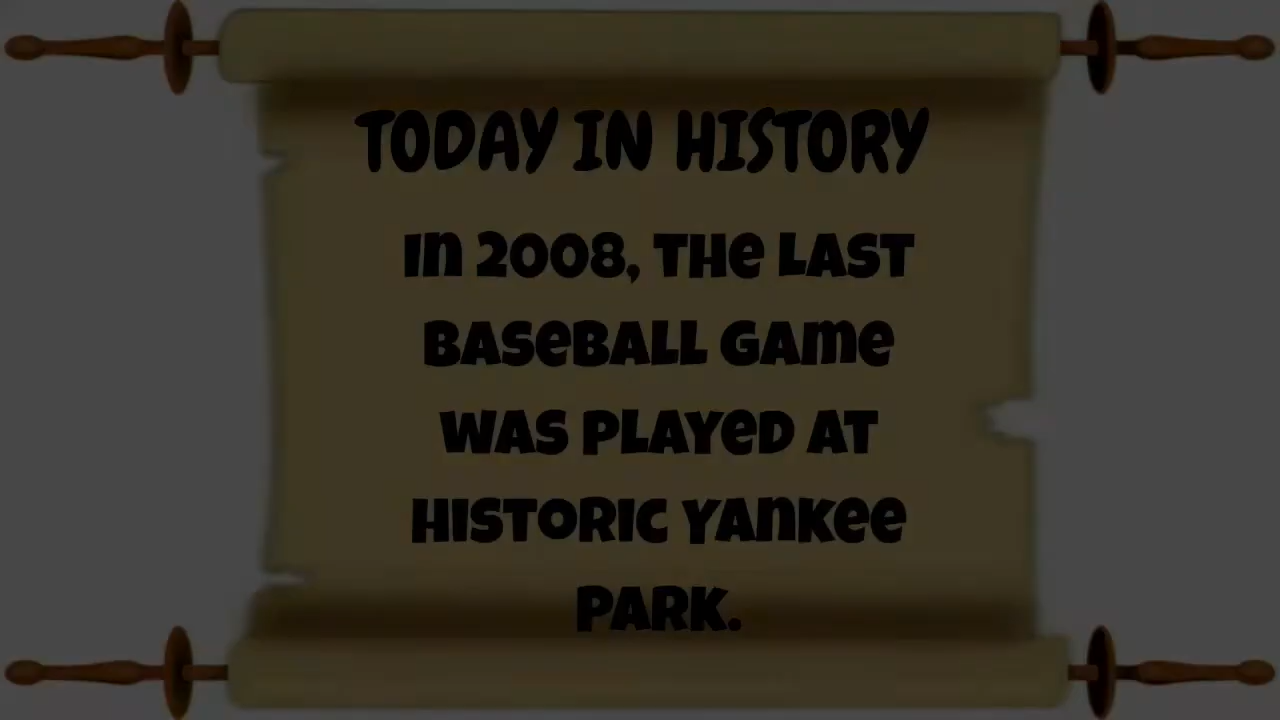 TODAY IN HISTORY
In 2008, THE LAST
BASEBALL GAME
WAS PLAYED AT
HISTORIC YANKEE
PARK.